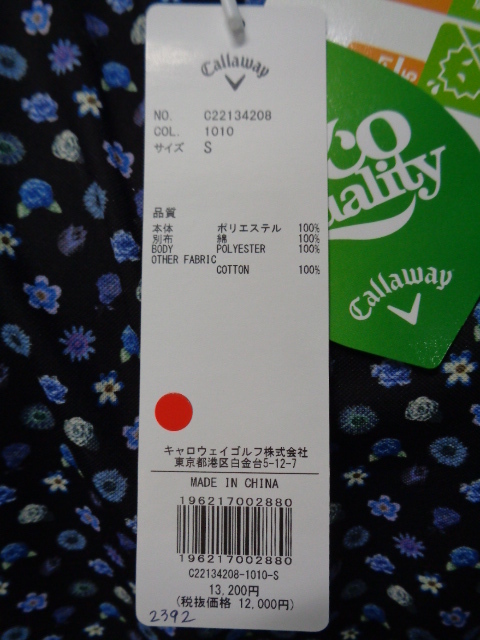 Callaway
NO. C22134208
COL. 1010
サイズ S
品質
本体 ポリエステル 100%
別布 綿 100%
BODY POLYESTER 100%
OTHER FABRIC
COTTON 100%
キャロウェイゴルフ株式会社
東京都港区白金台5-12-7
MADE IN CHINA
196217002880
196217002880
C22134208-1010-S
13,200円
(税抜価格 12,000円)
2392
co
uality
Callaway